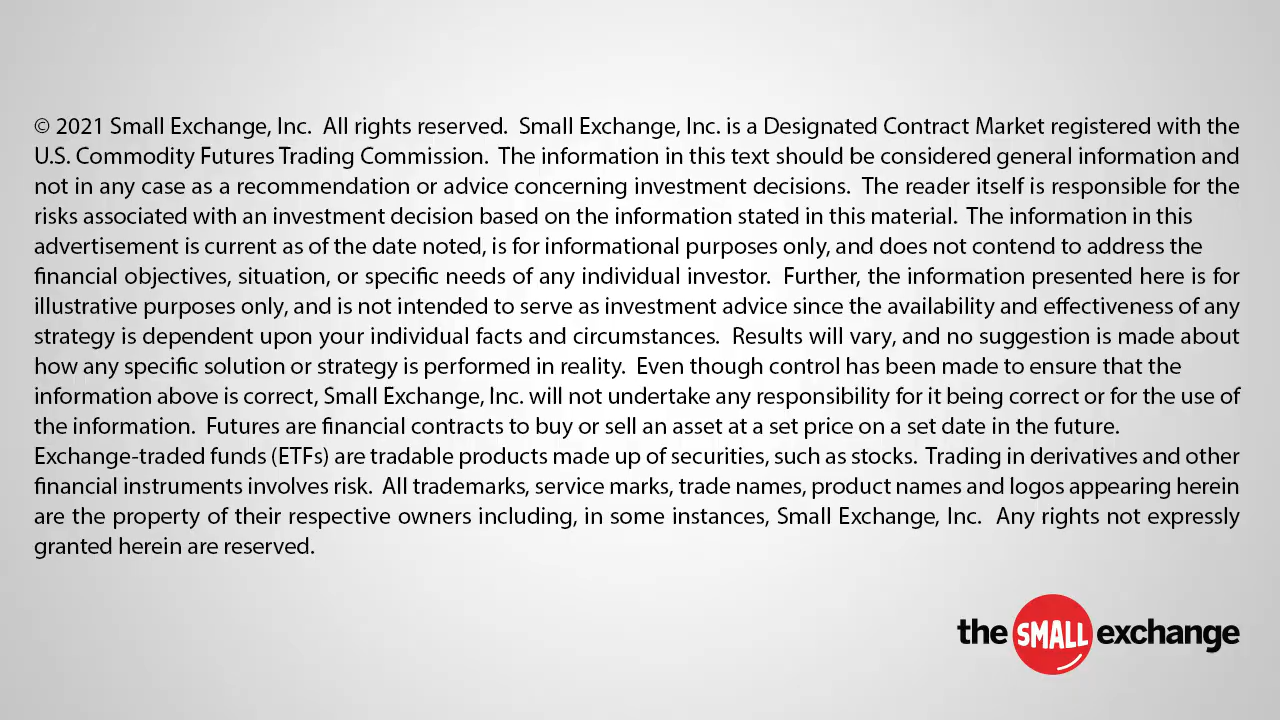 © 2021 Small Exchange, Inc.  All rights reserved.  Small Exchange, Inc. is a Designated Contract Market registered with the
U.S. Commodity Futures Trading Commission.  The information in this text should be considered general information and
not in any case as a recommendation or advice concerning investment decisions.  The reader itself is responsible for the
risks associated with an investment decision based on the information stated in this material.  The information in this
advertisement is current as of the date noted, is for informational purposes only, and does not contend to address the
financial objectives, situation, or specific needs of any individual investor.  Further, the information presented here is for
illustrative purposes only, and is not intended to serve as investment advice since the availability and effectiveness of any
strategy is dependent upon your individual facts and circumstances.  Results will vary, and no suggestion is made about
how any specific solution or strategy is performed in reality.  Even though control has been made to ensure that the
information above is correct, Small Exchange, Inc. will not undertake any responsibility for it being correct or for the use of
the information.  Futures are financial contracts to buy or sell an asset at a set price on a set date in the future.
Exchange-traded funds (ETFs) are tradable products made up of securities, such as stocks. Trading in derivatives and other
financial instruments involves risk.  All trademarks, service marks, trade names, product names and logos appearing herein
are the property of their respective owners including, in some instances, Small Exchange, Inc.  Any rights not expressly
granted herein are reserved.
the SMALL exchange